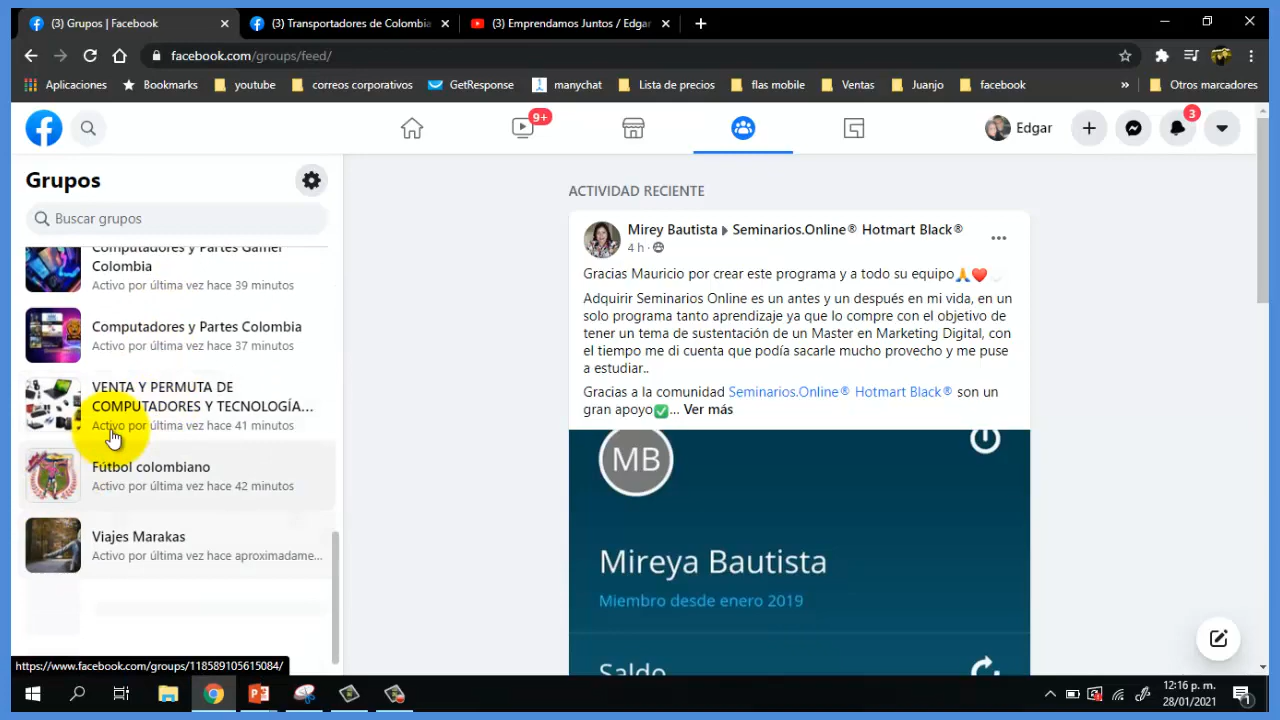 (3) Grupos | Facebook
(3) Transportadores de Colombia
(3) Emprendamos Juntos / Edgar
facebook.com/groups/feed/
Aplicaciones
Bookmarks
youtube
correos corporativos
GetResponse
manychat
Lista de precios
flas mobile
Ventas
Juanjo
facebook
»
Otros marcadores
9+
Edgar
3
Grupos
Buscar grupos
Computadores y Partes Gamer
Colombia
Activo por última vez hace 39 minutos
Computadores y Partes Colombia
Activo por última vez hace 37 minutos
VENTA Y PERMUTA DE
COMPUTADORES Y TECNOLOGÍA...
Activo por última vez hace 41 minutos
Fútbol colombiano
Activo por última vez hace 42 minutos
Viajes Marakas
Activo por última vez hace aproximadame...
https://www.facebook.com/groups/118589105615084/
ACTIVIDAD RECIENTE
Mirey Bautista ▸ Seminarios.Online® Hotmart Black®
4 h ·
Gracias Mauricio por crear este programa y a todo su equipo🙏❤️
Adquirir Seminarios Online es un antes y un después en mi vida, en un
solo programa tanto aprendizaje ya que lo compre con el objetivo de
tener un tema de sustentación de un Master en Marketing Digital, con
el tiempo me di cuenta que podía sacarle mucho provecho y me puse
a estudiar..
Gracias a la comunidad Seminarios.Online® Hotmart Black® son un
gran apoyo✅... Ver más
MB
Mireya Bautista
Miembro desde enero 2019
Saldo
12:16 p. m.
28/01/2021
1